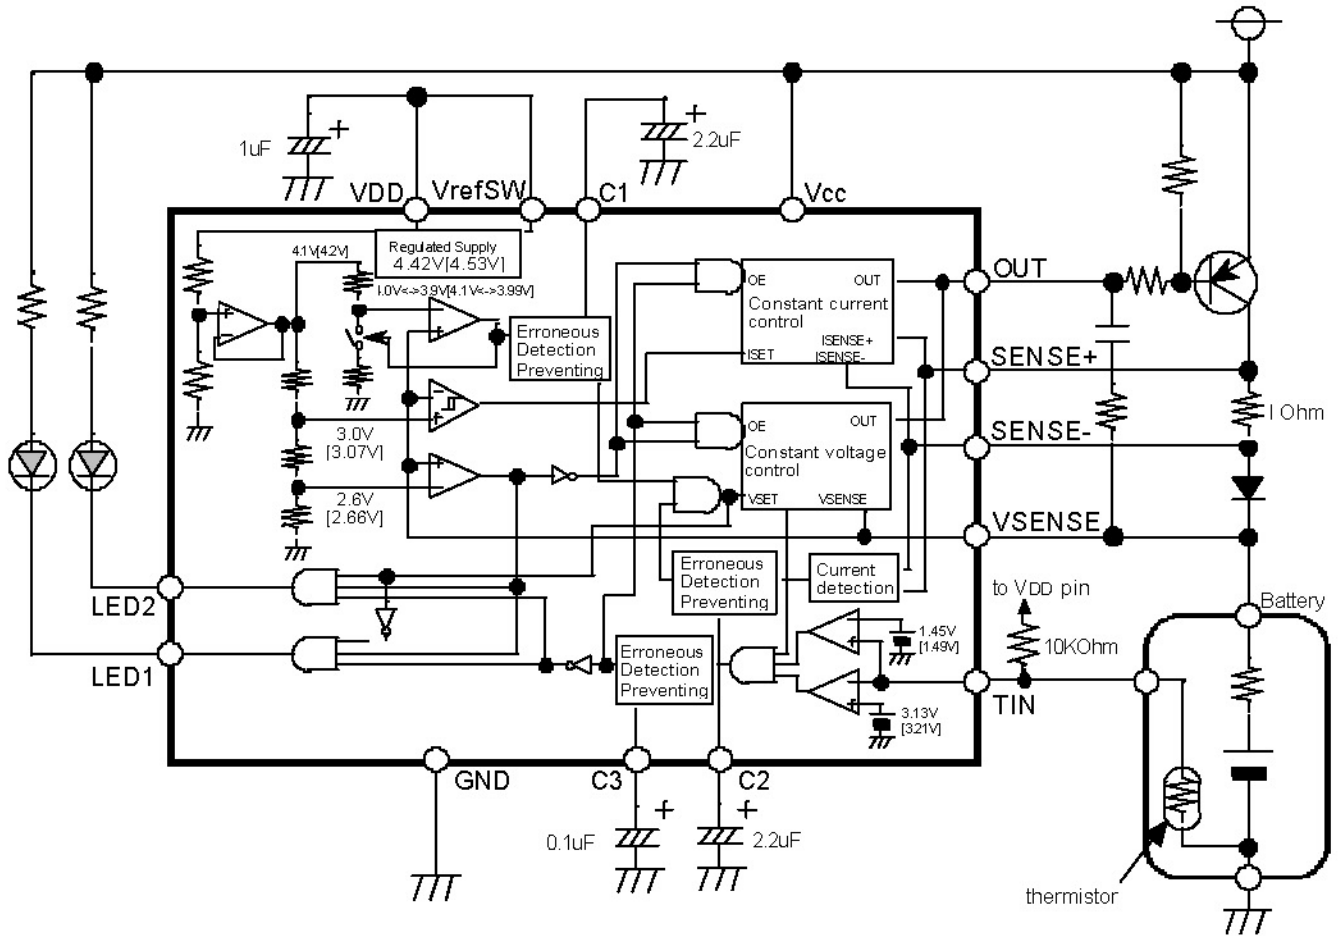 1uF
2.2uF
VDD
VrefSW
C1
Vcc
Regulated Supply
4.42V[4.53V]
4.1V[4.2V]
4.0V<->3.9V[4.1V<->3.99V]
OE
OUT
Constant current
control
ISENSE+
ISENSE-
ISET
Erroneous
Detection
Preventing
OUT
SENSE+
SENSE-
1 Ohm
3.0V
[3.07V]
OE
OUT
Constant voltage
control
VSET
VSENSE
2.6V
[2.66V]
VSENSE
Erroneous
Detection
Preventing
Current
detection
to VDD pin
Battery
LED2
1.45V
[1.49V]
10KOhm
LED1
Erroneous
Detection
Preventing
TIN
3.13V
[3.21V]
GND
C3
C2
0.1uF
2.2uF
thermistor